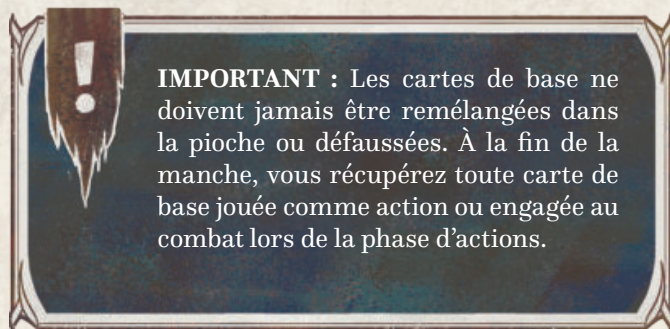 IMPORTANT : Les cartes de base ne
doivent jamais être remélangées dans
la pioche ou défaussées. À la fin de la
manche, vous récupérez toute carte de
base jouée comme action ou engagée au
combat lors de la phase d'actions.